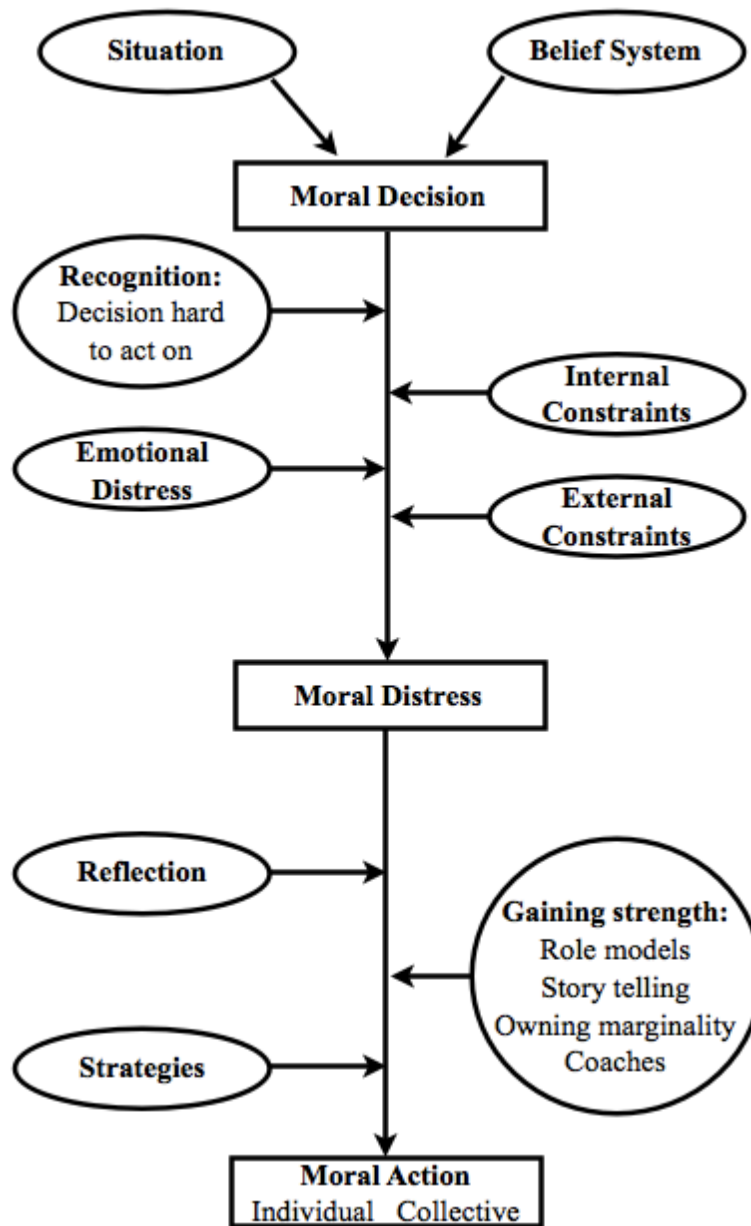 Situation
Belief System
Moral Decision
Recognition:
Decision hard
to act on
Internal
Constraints
Emotional
Distress
External
Constraints
Moral Distress
Reflection
Gaining strength:
Role models
Story telling
Owning marginality
Coaches
Strategies
Moral Action
Individual Collective